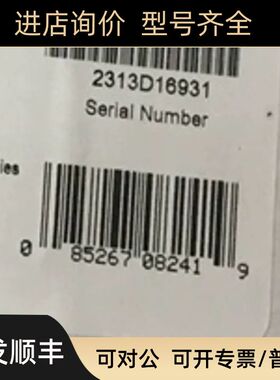 进店询价 型号齐全
2313D16931
Serial Number
ies
0 85267 08241 9
发顺丰
可对公 可开专票/普